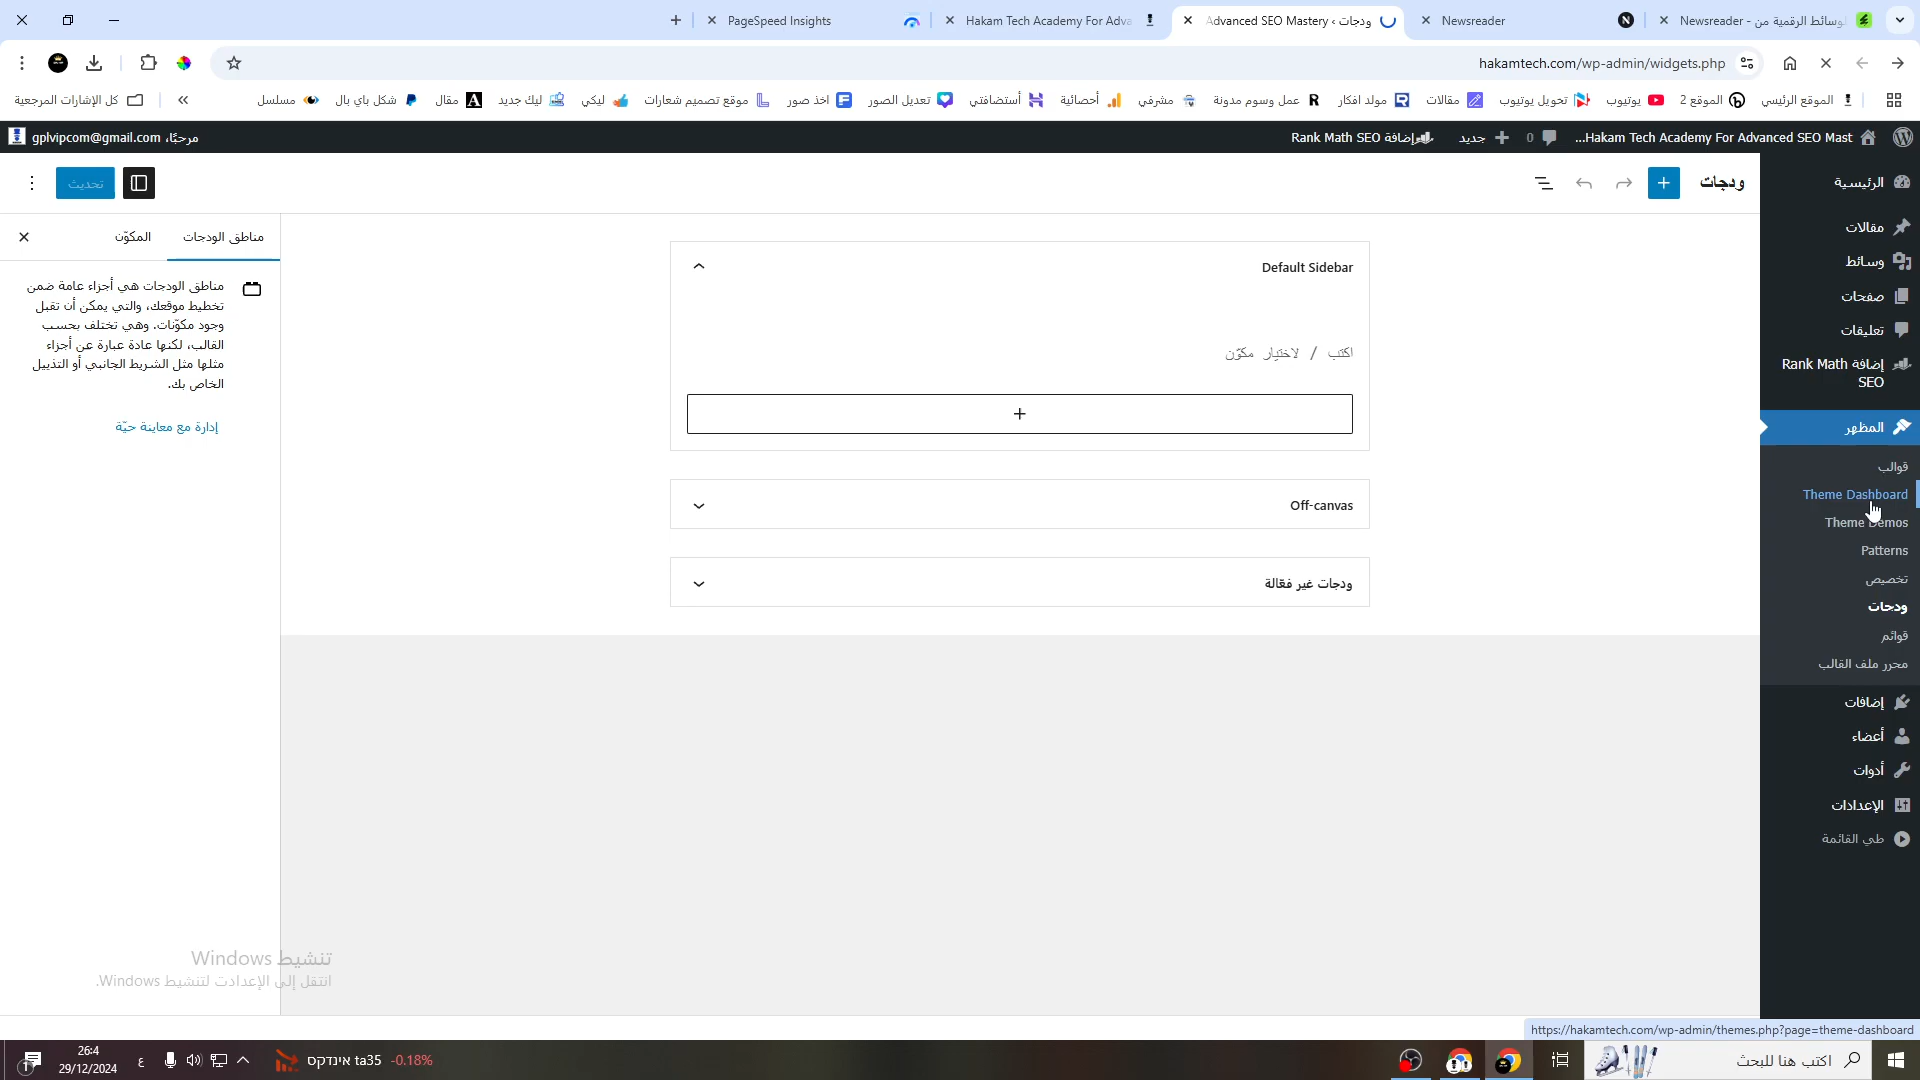 Newsreader - وسائط الرقمية من
Newsreader
Advanced SEO Mastery ‹ ودجات
Hakam Tech Academy For Adva
PageSpeed Insights
hakamtech.com/wp-admin/widgets.php
الموقع الرئيسي
الموقع 2
يوتيوب
تحويل يوتيوب
مقالات
مولد افكار
عمل وسوم مدونة
مشرفي
أحصائية
أستضافتي
تعديل الصور
اخذ صور
موقع تصميم شعارات
ليكي
ليك جديد
مقال
شكل باي بال
مسلسل
كل الإشارات المرجعية
Hakam Tech Academy For Advanced SEO Mast...
0
جديد
إضافة Rank Math SEO
مرحبًا، gplvipcom@gmail.com
الرئيسية
مقالات
وسائط
صفحات
تعليقات
إضافة Rank Math
SEO
المظهر
قوالب
Theme Dashboard
Theme Demos
Patterns
تخصيص
ودجات
قوائم
محرر ملف القالب
إضافات
أعضاء
أدوات
الإعدادات
طي القائمة
ودجات
تحديث
Default Sidebar
اكتب / لاختيار مكوّن
Off-canvas
ودجات غير فعّالة
مناطق الودجات
المكوّن
مناطق الودجات هي أجزاء عامة ضمن
تخطيط موقعك، والتي يمكن أن تقبل
وجود مكوّنات. وهي تختلف بحسب
القالب، لكنها عادة عبارة عن أجزاء
مثلها مثل الشريط الجانبي أو التذييل
الخاص بك.
إدارة مع معاينة حيّة
تنشيط Windows
انتقل إلى الإعدادت لتنشيط Windows.
https://hakamtech.com/wp-admin/themes.php?page=theme-dashboard
اكتب هنا للبحث
אינדקס ta35 -0.18%
ع
26:4
29/12/2024
1